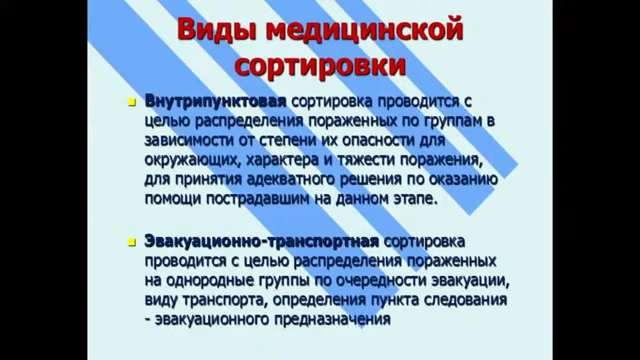 Виды медицинской
сортировки
Внутрипунктовая сортировка проводится с
целью распределения пораженных по группам в
зависимости от степени их опасности для
окружающих, характера и тяжести поражения,
для принятия адекватного решения по оказанию
помощи пострадавшим на данном этапе.
Эвакуационно-транспортная сортировка
проводится с целью распределения пораженных
на однородные группы по очередности эвакуации,
виду транспорта, определения пункта следования
- эвакуационного предназначения